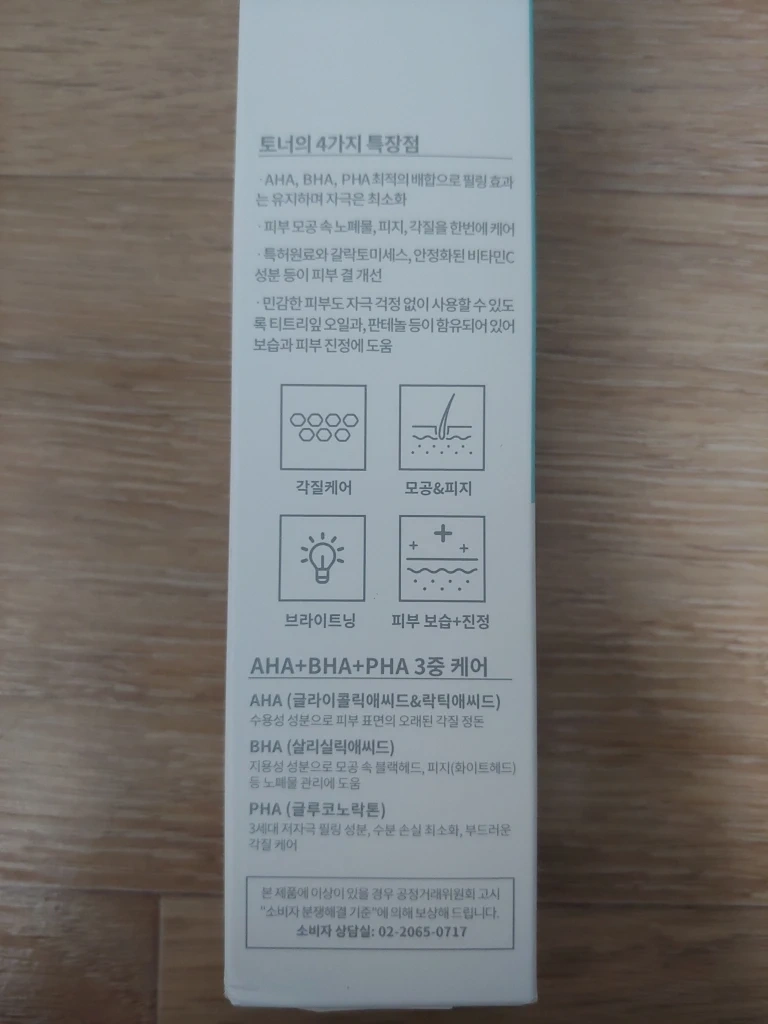 토너의 4가지 특장점
·AHA, BHA, PHA 최적의 배합으로 필링 효과
는 유지하며 자극은 최소화
·피부 모공 속 노폐물, 피지, 각질을 한번에 케어
·특허원료와 갈락토미세스, 안정화된 비타민C
성분 등이 피부 결 개선
·민감한 피부도 자극 걱정 없이 사용할 수 있도
록 티트리잎 오일과, 판테놀 등이 함유되어 있어
보습과 피부 진정에 도움
각질케어
모공&피지
브라이트닝
피부 보습+진정
AHA+BHA+PHA 3중 케어
AHA (글라이콜릭애씨드&락틱애씨드)
수용성 성분으로 피부 표면의 오래된 각질 정돈
BHA (살리실릭애씨드)
지용성 성분으로 모공 속 블랙헤드, 피지(화이트헤드)
등 노폐물 관리에 도움
PHA (글루코노락톤)
3세대 저자극 필링 성분, 수분 손실 최소화, 부드러운
각질 케어
본 제품에 이상이 있을 경우 공정거래위원회 고시
"소비자 분쟁해결 기준"에 의해 보상해 드립니다.
소비자 상담실: 02-2065-0717